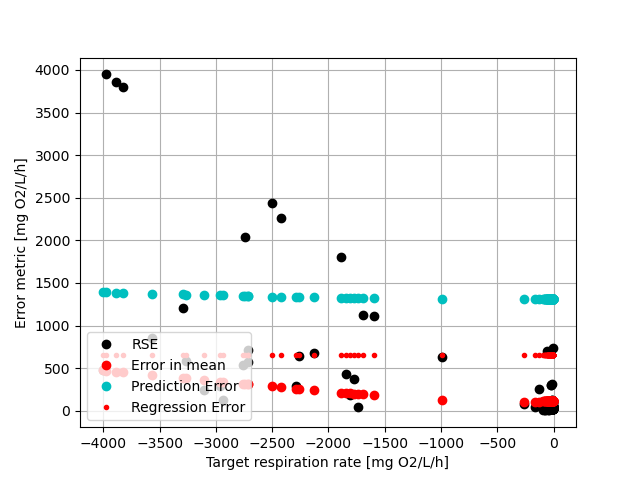 4000
3500
3000
2500
2000
1500
1000
500
0
Error metric [mg O2/L/h]
RSE
Error in mean
Prediction Error
Regression Error
−4000 −3500 −3000 −2500 −2000 −1500 −1000 −500 0
Target respiration rate [mg O2/L/h]